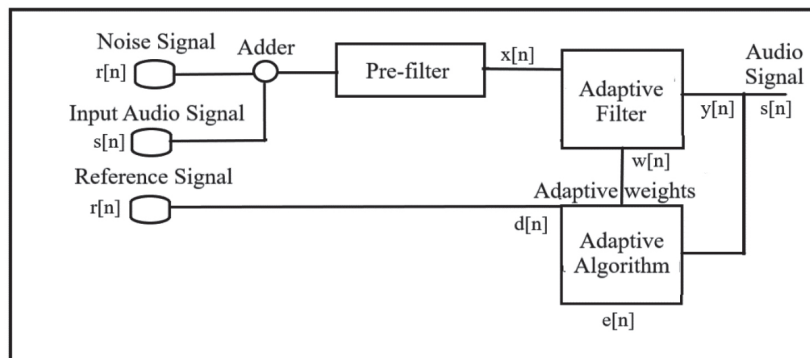 Noise Signal
r[n]
Adder
Input Audio Signal
s[n]
Reference Signal
r[n]
Pre-filter
x[n]
Adaptive
Filter
Audio
Signal
y[n]
s[n]
w[n]
Adaptive weights
d[n]
Adaptive
Algorithm
e[n]